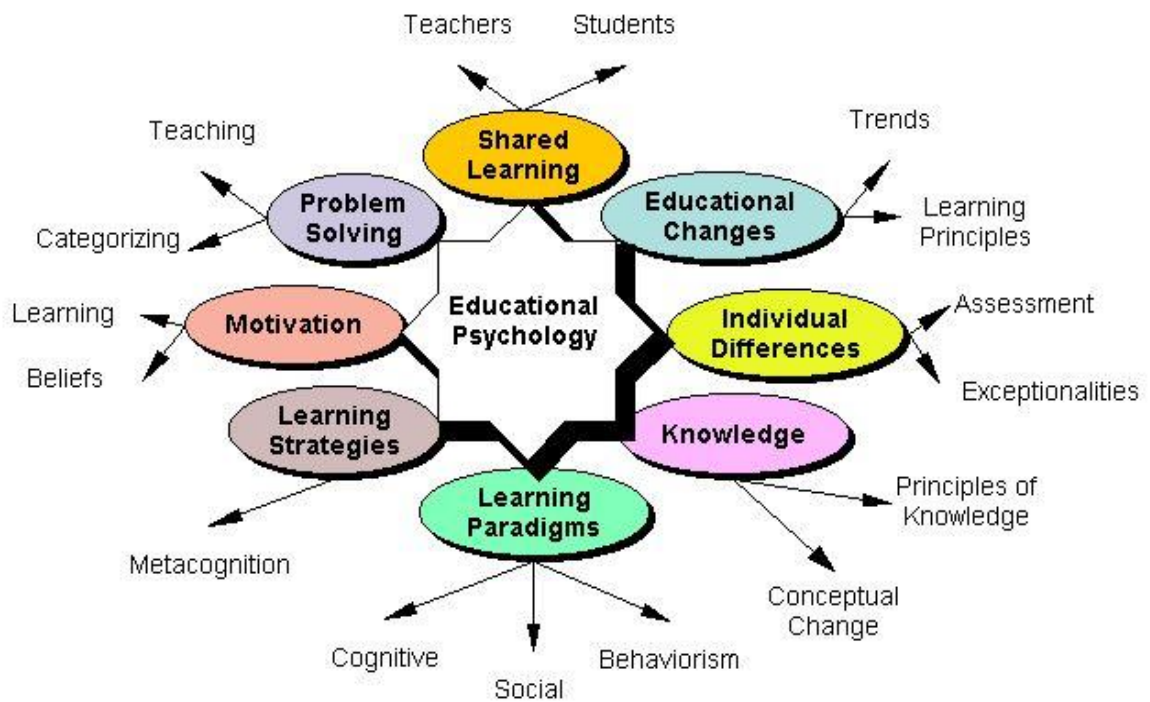 Teachers
Students
Shared
Learning
Teaching
Trends
Problem
Solving
Educational
Changes
Learning
Principles
Categorizing
Educational
Psychology
Learning
Motivation
Individual
Differences
Assessment
Beliefs
Exceptionalities
Learning
Strategies
Knowledge
Learning
Paradigms
Principles of
Knowledge
Metacognition
Conceptual
Change
Cognitive
Social
Behaviorism